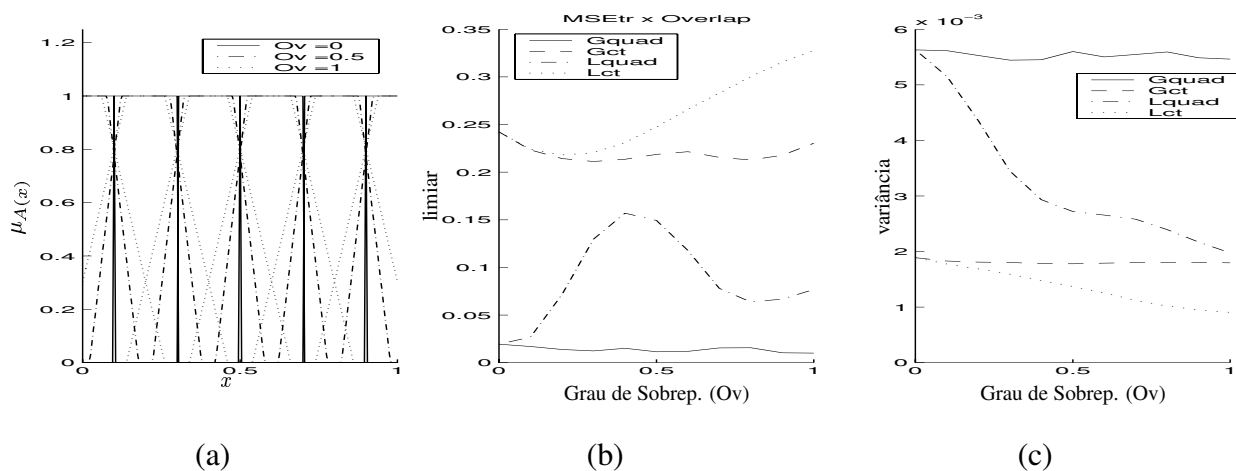 1
0.8
0.6
0.4
0.2
0
μ_A(x)
Ov =0
Ov =0.5
Ov =1
0
0.5
1
x
(a)
MSEtr x Overlap
0.35
0.3
0.25
0.2
0.15
0.1
0.05
0
limiar
Gquad
Gct
Lquad
Lct
0
0.5
1
Grau de Sobrep. (Ov)
(b)
x 10⁻³
6
5
4
3
2
1
0
variância
Gquad
Gct
Lquad
Lct
0
0.5
1
Grau de Sobrep. (Ov)
(c)